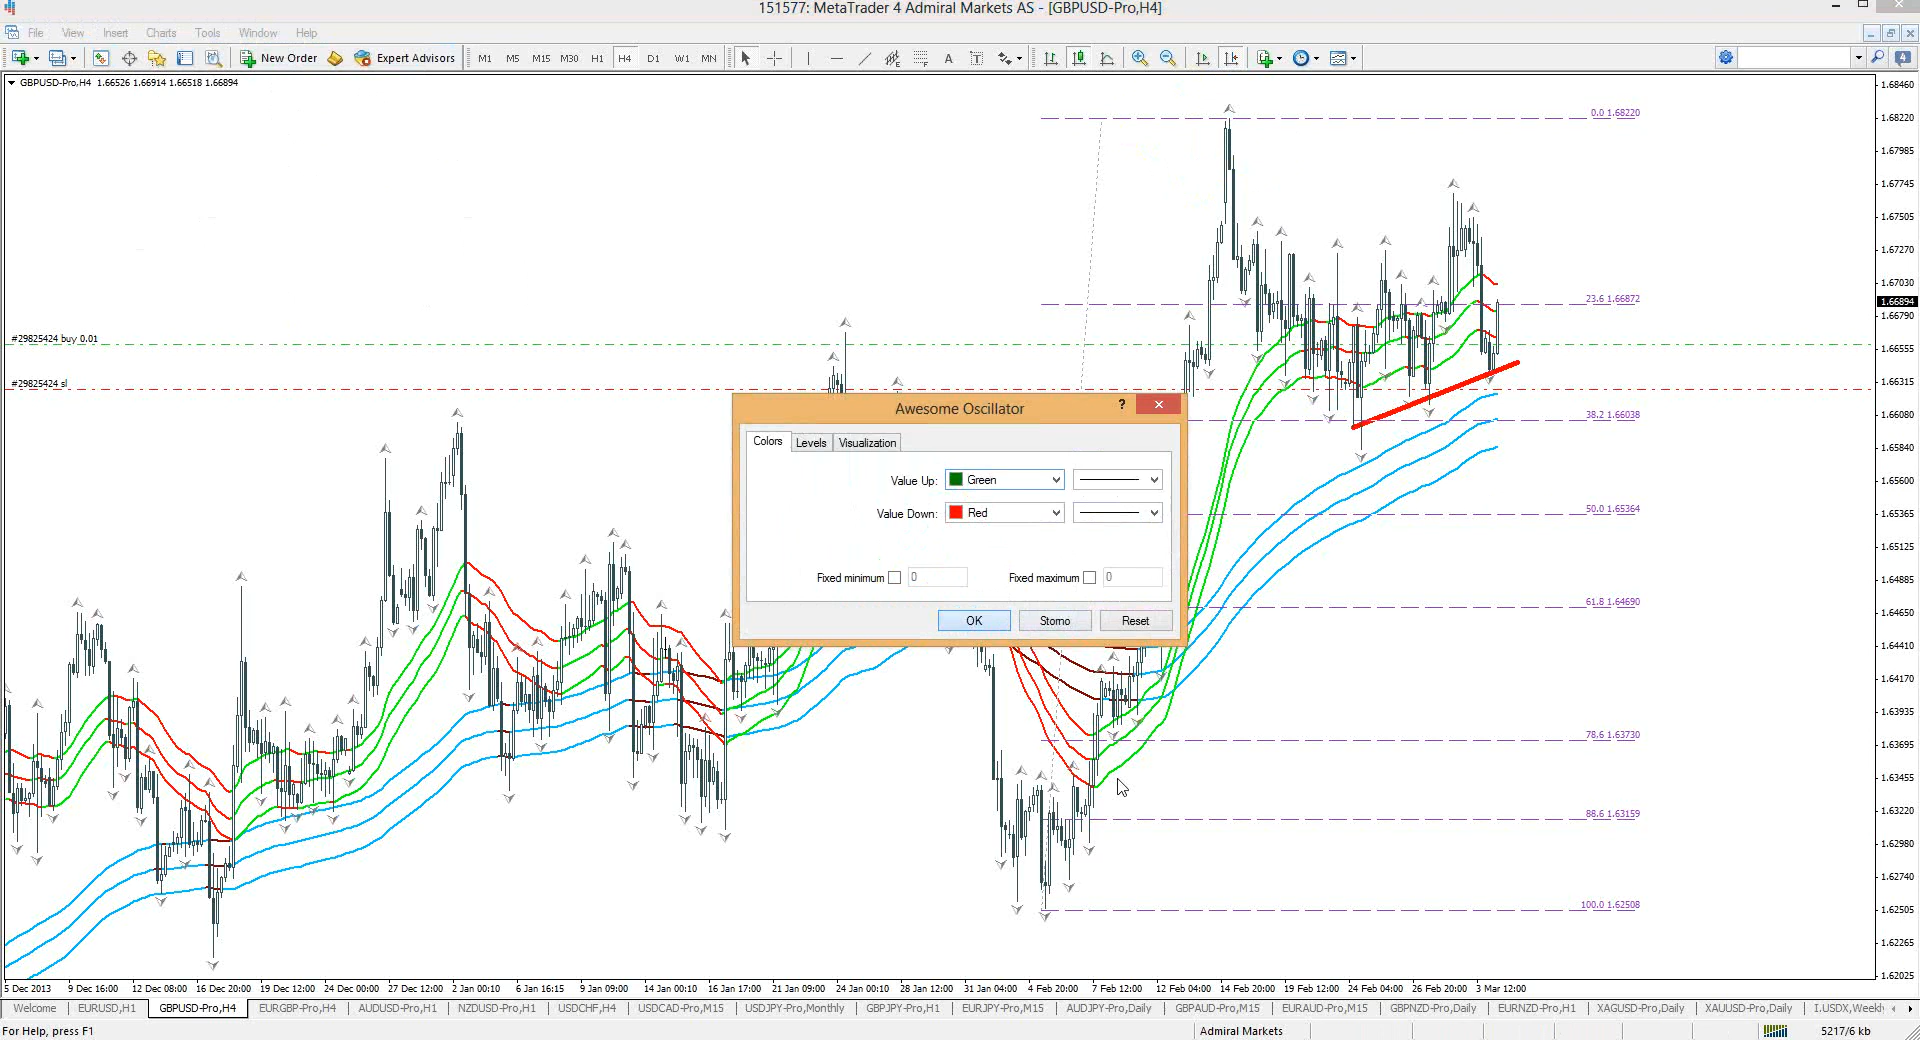 151577: MetaTrader 4 Admiral Markets AS - [GBPUSD-Pro,H4]
File View Insert Charts Tools Window Help
New Order Expert Advisors M1 M5 M15 M30 H1 H4 D1 W1 MN A T 4
GBPUSD-Pro,H4 1.66526 1.66914 1.66518 1.66894
1.68460
0.0 1.68220
1.68220
1.67985
1.67745
1.67505
1.67270
1.67030
23.6 1.66872
1.66894
1.66790
#29825424 buy 0.01
1.66555
#29825424 sl
1.66315
38.2 1.66038
1.66080
1.65840
1.65600
50.0 1.65364
1.65365
1.65125
1.64885
61.8 1.64690
1.64650
1.64410
1.64170
1.63935
78.6 1.63730
1.63695
1.63455
88.6 1.63159
1.63220
1.62980
1.62740
100.0 1.62508
1.62505
1.62265
1.62025
Awesome Oscillator ?
Colors Levels Visualization
Value Up: Green
Value Down: Red
Fixed minimum 0 Fixed maximum 0
OK Storno Reset
5 Dec 2013 9 Dec 16:00 12 Dec 08:00 16 Dec 20:00 19 Dec 12:00 24 Dec 00:00 27 Dec 12:00 2 Jan 00:10 6 Jan 16:15 9 Jan 09:00 14 Jan 00:10 16 Jan 17:00 21 Jan 09:00 24 Jan 00:10 28 Jan 12:00 31 Jan 04:00 4 Feb 20:00 7 Feb 12:00 12 Feb 04:00 14 Feb 20:00 19 Feb 12:00 24 Feb 04:00 26 Feb 20:00 3 Mar 12:00
Welcome EURUSD,H1 GBPUSD-Pro,H4 EURGBP-Pro,H4 AUDUSD-Pro,H1 NZDUSD-Pro,H1 USDCHF,H4 USDCAD-Pro,M15 USDJPY-Pro,Monthly GBPJPY-Pro,H1 EURJPY-Pro,M15 AUDJPY-Pro,Daily GBPAUD-Pro,M15 EURAUD-Pro,M15 GBPNZD-Pro,Daily EURNZD-Pro,H1 XAGUSD-Pro,Daily XAUUSD-Pro,Daily I.USDX,Weekly
For Help, press F1 Admiral Markets 5217/6 kb